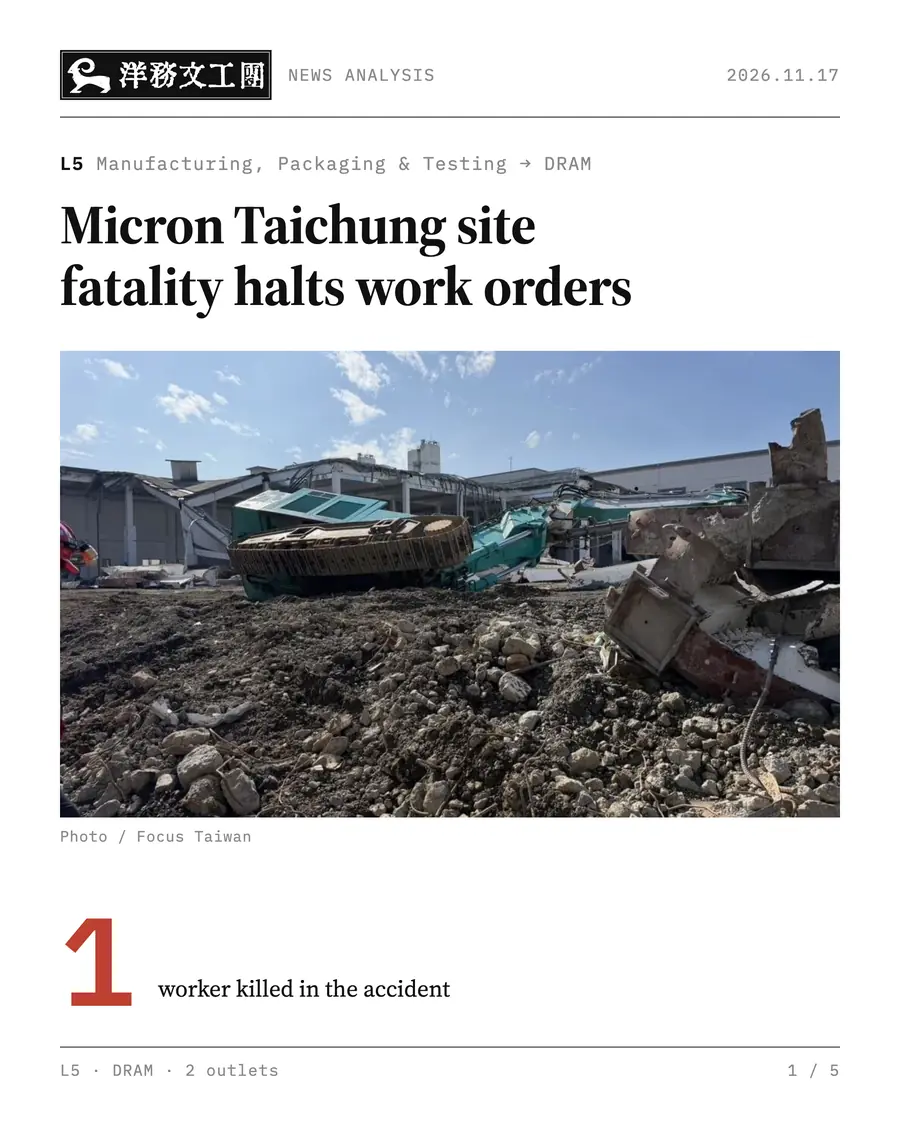 洋務文工團
NEWS ANALYSIS
2026.11.17
L5 Manufacturing, Packaging & Testing → DRAM
Micron Taichung site
fatality halts work orders
Photo / Focus Taiwan
1
worker killed in the accident
L5 · DRAM · 2 outlets
1 / 5